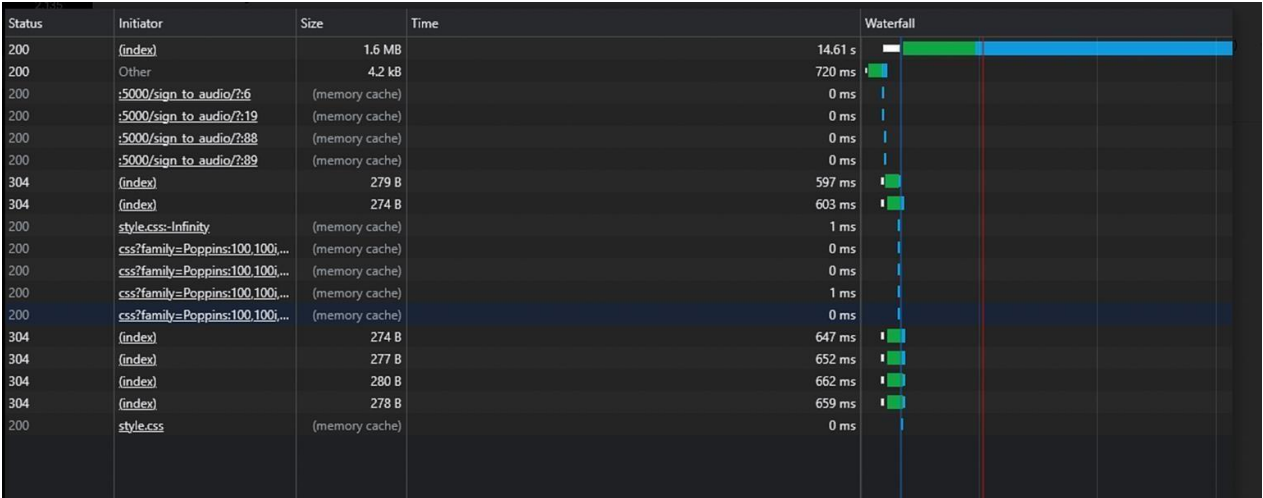 Status Initiator Size Time Waterfall
200 (index) 1.6 MB 14.61 s
200 Other 4.2 kB 720 ms
200 :5000/sign_to_audio/?:6 (memory cache) 0 ms
200 :5000/sign_to_audio/?:19 (memory cache) 0 ms
200 :5000/sign_to_audio/?:88 (memory cache) 0 ms
200 :5000/sign_to_audio/?:89 (memory cache) 0 ms
304 (index) 279 B 597 ms
304 (index) 274 B 603 ms
200 style.css:-Infinity (memory cache) 1 ms
200 css?family=Poppins:100,100i,... (memory cache) 0 ms
200 css?family=Poppins:100,100i,... (memory cache) 0 ms
200 css?family=Poppins:100,100i,... (memory cache) 1 ms
200 css?family=Poppins:100,100i,... (memory cache) 0 ms
304 (index) 274 B 647 ms
304 (index) 277 B 652 ms
304 (index) 280 B 662 ms
304 (index) 278 B 659 ms
200 style.css (memory cache) 0 ms